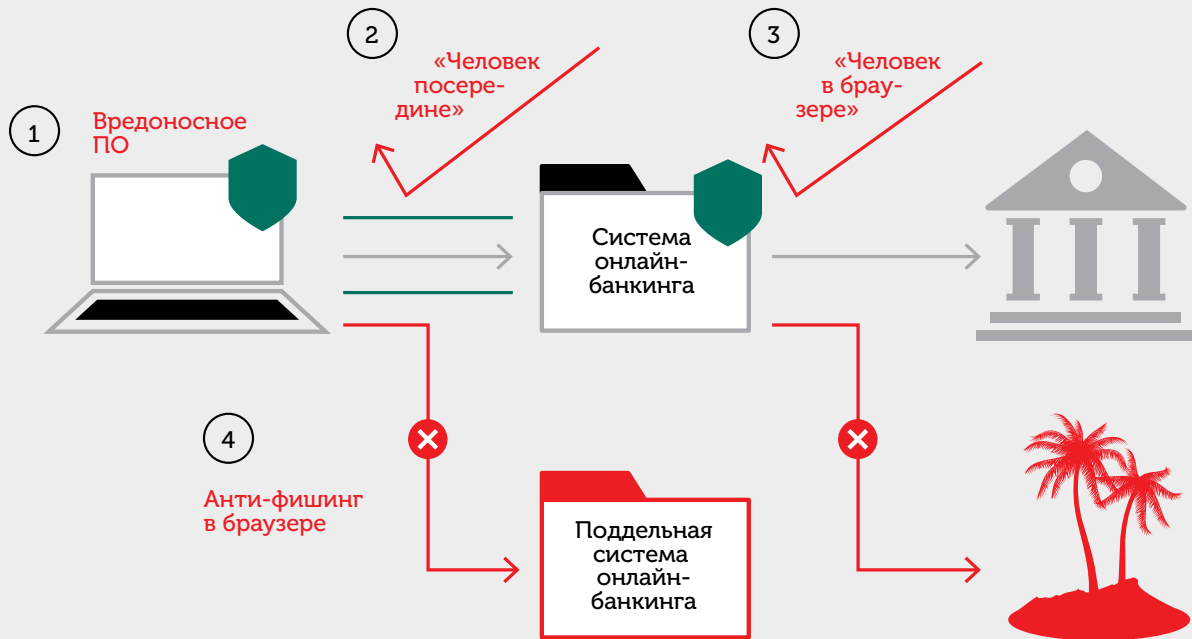 1
Вредоносное
ПО
2
«Человек
посере-
дине»
3
«Человек
в брау-
зере»
Система
онлайн-
банкинга
4
Анти-фишинг
в браузере
Поддельная
система
онлайн-
банкинга